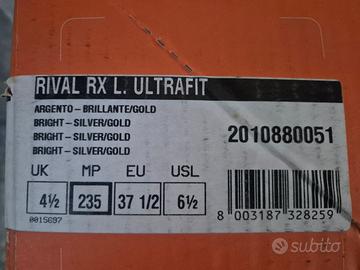 RIVAL RX L. ULTRAFIT
ARGENTO-BRILLANTE/GOLD
BRIGHT-SILVER/GOLD
BRIGHT-SILVER/GOLD
BRIGHT-SILVER/GOLD
2010880051
UK MP EU USL
4½ 235 37 1/2 6½
0015697
8 003187 328259
subito